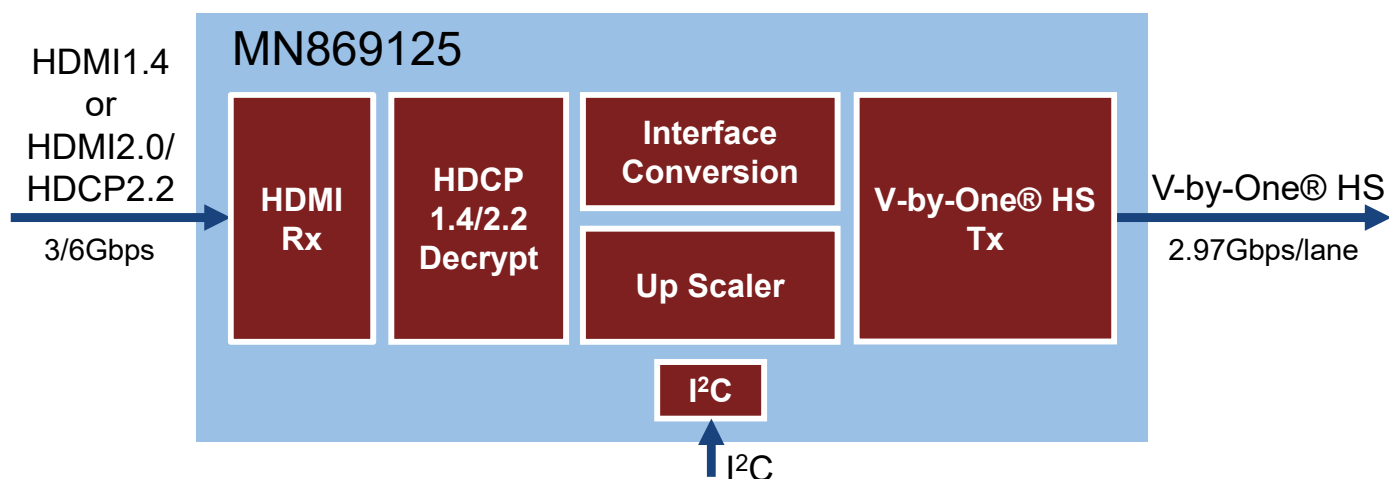 MN869125
HDMI1.4
or
HDMI2.0/
HDCP2.2
3/6Gbps
HDMI
Rx
HDCP
1.4/2.2
Decrypt
Interface
Conversion
Up Scaler
V-by-One® HS
Tx
V-by-One® HS
2.97Gbps/lane
I²C
I²C